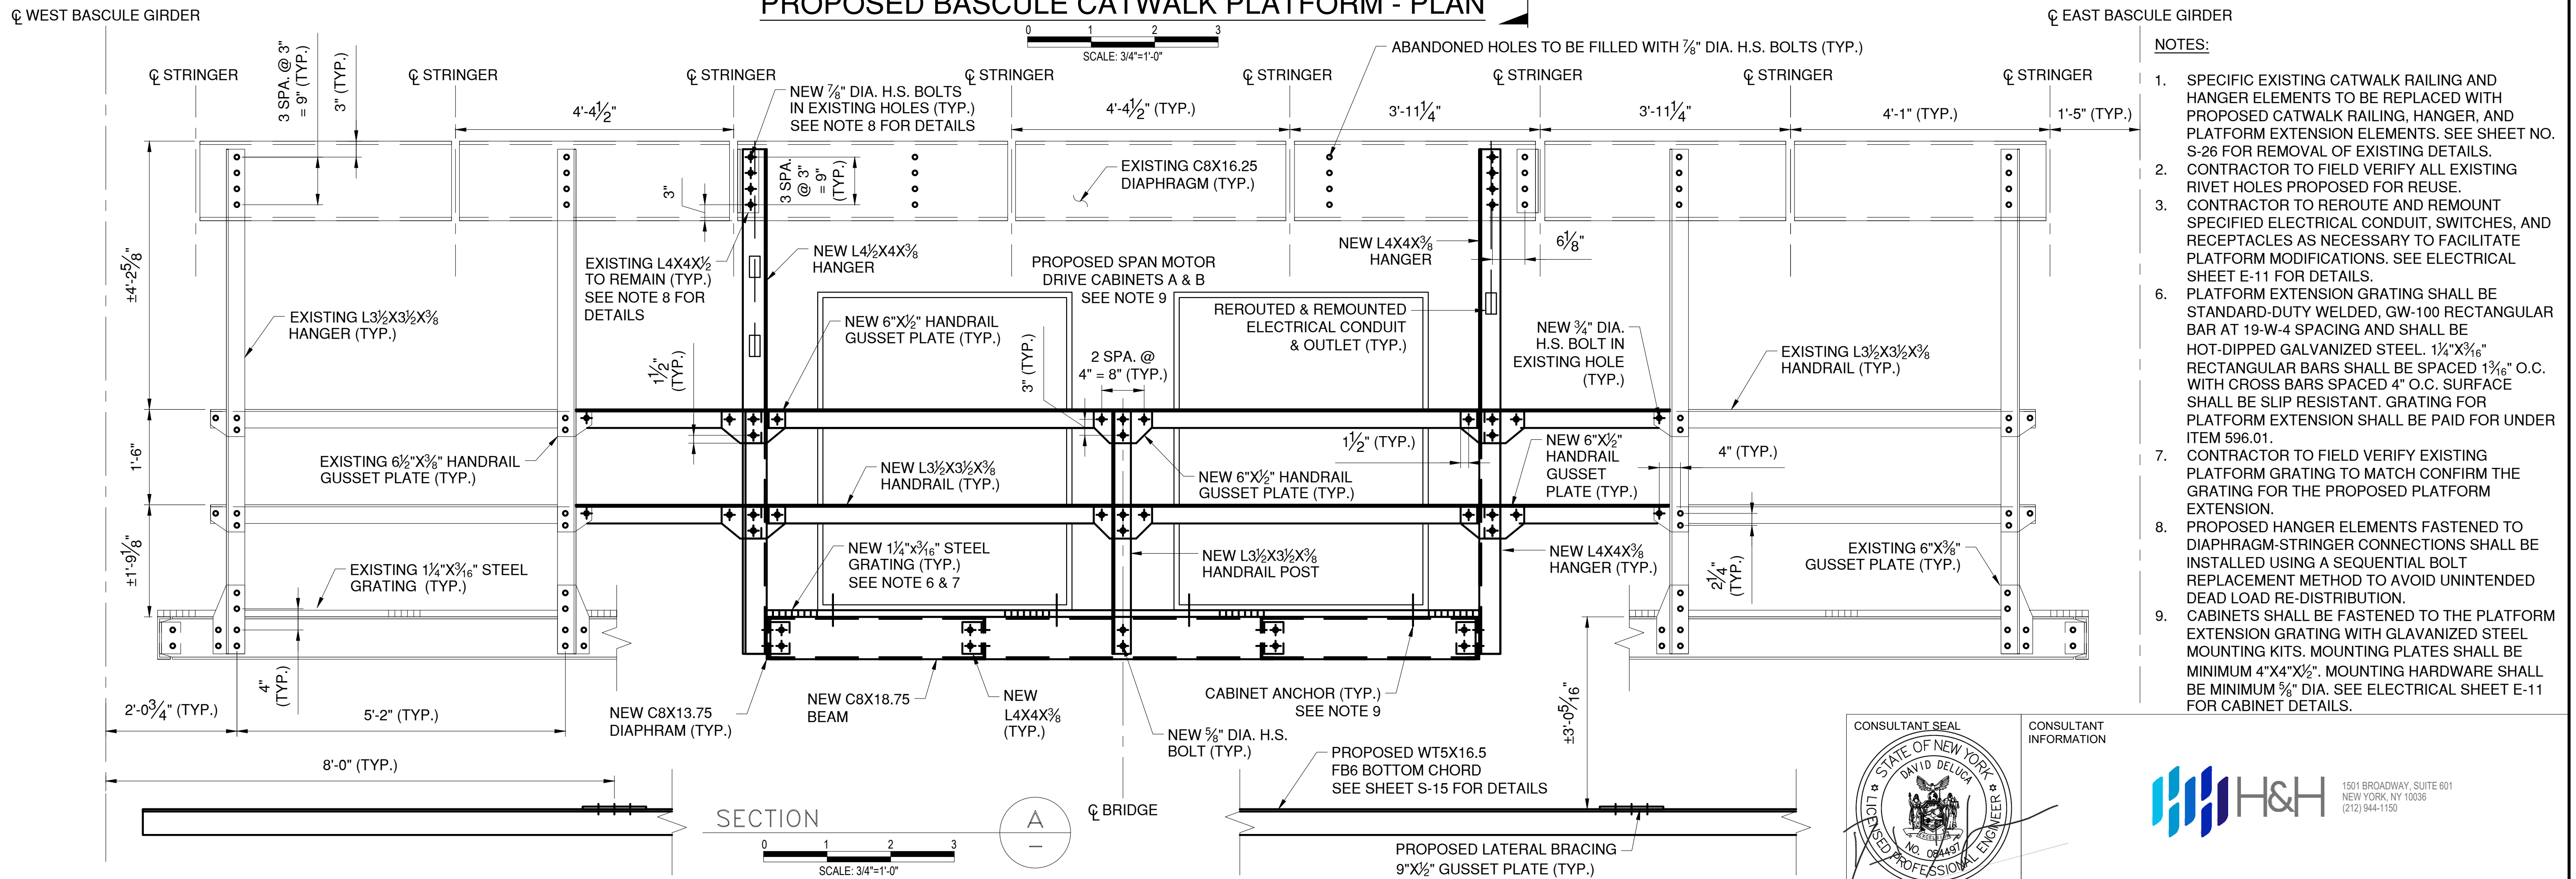 PROPOSED BASCULE CATWALK PLATFORM - PLAN
0 1 2 3
SCALE: 3/4"=1'-0"
℄ WEST BASCULE GIRDER
℄ EAST BASCULE GIRDER
3 SPA. @ 3"
= 9" (TYP.)
3" (TYP.)
℄ STRINGER
℄ STRINGER
℄ STRINGER
℄ STRINGER
℄ STRINGER
℄ STRINGER
℄ STRINGER
℄ STRINGER
ABANDONED HOLES TO BE FILLED WITH ⅞" DIA. H.S. BOLTS (TYP.)
4'-4½"
NEW ⅞" DIA. H.S. BOLTS
IN EXISTING HOLES (TYP.)
SEE NOTE 8 FOR DETAILS
4'-4½" (TYP.)
3'-11¼"
3'-11¼"
4'-1" (TYP.)
1'-5" (TYP.)
3"
3 SPA.
@ 3"
= 9"
(TYP.)
EXISTING C8X16.25
DIAPHRAGM (TYP.)
±4'-2⅝"
EXISTING L3½X3½X⅜
HANGER (TYP.)
EXISTING L4X4X½
TO REMAIN (TYP.)
SEE NOTE 8 FOR
DETAILS
NEW L4½X4X⅜
HANGER
PROPOSED SPAN MOTOR
DRIVE CABINETS A & B
SEE NOTE 9
NEW L4X4X⅜
HANGER
6⅛"
NEW 6"X½" HANDRAIL
GUSSET PLATE (TYP.)
REROUTED & REMOUNTED
ELECTRICAL CONDUIT
& OUTLET (TYP.)
NEW ¾" DIA.
H.S. BOLT IN
EXISTING HOLE
(TYP.)
EXISTING L3½X3½X⅜
HANDRAIL (TYP.)
1½"
(TYP.)
3" (TYP.)
2 SPA. @
4" = 8" (TYP.)
1'-6"
EXISTING 6½"X⅜" HANDRAIL
GUSSET PLATE (TYP.)
NEW L3½X3½X⅜
HANDRAIL (TYP.)
NEW 6"X½" HANDRAIL
GUSSET PLATE (TYP.)
1½" (TYP.)
NEW 6"X½"
HANDRAIL
GUSSET
PLATE (TYP.)
4" (TYP.)
±1'-9⅛"
EXISTING 1¼"X3⁄16" STEEL
GRATING (TYP.)
NEW 1¼"x3⁄16" STEEL
GRATING (TYP.)
SEE NOTE 6 & 7
NEW L3½X3½X⅜
HANDRAIL POST
NEW L4X4X⅜
HANGER (TYP.)
2¼"
(TYP.)
EXISTING 6"X⅜"
GUSSET PLATE (TYP.)
4"
(TYP.)
2'-0¾" (TYP.)
5'-2" (TYP.)
NEW C8X13.75
DIAPHRAM (TYP.)
NEW C8X18.75
BEAM
NEW
L4X4X⅜
(TYP.)
CABINET ANCHOR (TYP.)
SEE NOTE 9
NEW ⅝" DIA. H.S.
BOLT (TYP.)
±3'-05⁄16"
8'-0" (TYP.)
PROPOSED WT5X16.5
FB6 BOTTOM CHORD
SEE SHEET S-15 FOR DETAILS
SECTION
A
–
℄ BRIDGE
0 1 2 3
SCALE: 3/4"=1'-0"
PROPOSED LATERAL BRACING
9"X½" GUSSET PLATE (TYP.)
NOTES:
1. SPECIFIC EXISTING CATWALK RAILING AND
HANGER ELEMENTS TO BE REPLACED WITH
PROPOSED CATWALK RAILING, HANGER, AND
PLATFORM EXTENSION ELEMENTS. SEE SHEET NO.
S-26 FOR REMOVAL OF EXISTING DETAILS.
2. CONTRACTOR TO FIELD VERIFY ALL EXISTING
RIVET HOLES PROPOSED FOR REUSE.
3. CONTRACTOR TO REROUTE AND REMOUNT
SPECIFIED ELECTRICAL CONDUIT, SWITCHES, AND
RECEPTACLES AS NECESSARY TO FACILITATE
PLATFORM MODIFICATIONS. SEE ELECTRICAL
SHEET E-11 FOR DETAILS.
6. PLATFORM EXTENSION GRATING SHALL BE
STANDARD-DUTY WELDED, GW-100 RECTANGULAR
BAR AT 19-W-4 SPACING AND SHALL BE
HOT-DIPPED GALVANIZED STEEL. 1¼"X3⁄16"
RECTANGULAR BARS SHALL BE SPACED 13⁄16" O.C.
WITH CROSS BARS SPACED 4" O.C. SURFACE
SHALL BE SLIP RESISTANT. GRATING FOR
PLATFORM EXTENSION SHALL BE PAID FOR UNDER
ITEM 596.01.
7. CONTRACTOR TO FIELD VERIFY EXISTING
PLATFORM GRATING TO MATCH CONFIRM THE
GRATING FOR THE PROPOSED PLATFORM
EXTENSION.
8. PROPOSED HANGER ELEMENTS FASTENED TO
DIAPHRAGM-STRINGER CONNECTIONS SHALL BE
INSTALLED USING A SEQUENTIAL BOLT
REPLACEMENT METHOD TO AVOID UNINTENDED
DEAD LOAD RE-DISTRIBUTION.
9. CABINETS SHALL BE FASTENED TO THE PLATFORM
EXTENSION GRATING WITH GLAVANIZED STEEL
MOUNTING KITS. MOUNTING PLATES SHALL BE
MINIMUM 4"X4"X½". MOUNTING HARDWARE SHALL
BE MINIMUM ⅝" DIA. SEE ELECTRICAL SHEET E-11
FOR CABINET DETAILS.
CONSULTANT SEAL
STATE OF NEW YORK
DAVID DELUCA
EXCELSIOR
NO. 084497
LICENSED PROFESSIONAL ENGINEER
CONSULTANT
INFORMATION
H&H
1501 BROADWAY, SUITE 601
NEW YORK, NY 10036
(212) 944-1150